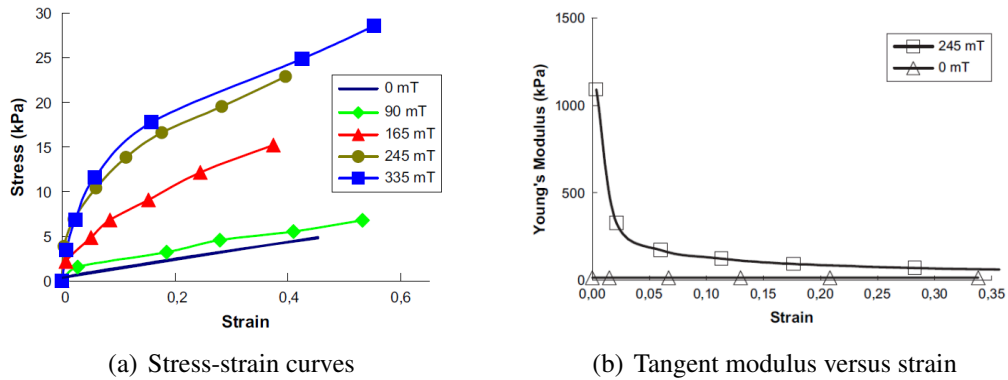 30
25
20
15
10
5
0
Stress (kPa)
0
0,2
0,4
0,6
Strain
0 mT
90 mT
165 mT
245 mT
335 mT
(a) Stress-strain curves
1500
1000
500
0
Young's Modulus (kPa)
0,00
0,05
0,10
0,15
0,20
0,25
0,30
0,35
Strain
245 mT
0 mT
(b) Tangent modulus versus strain